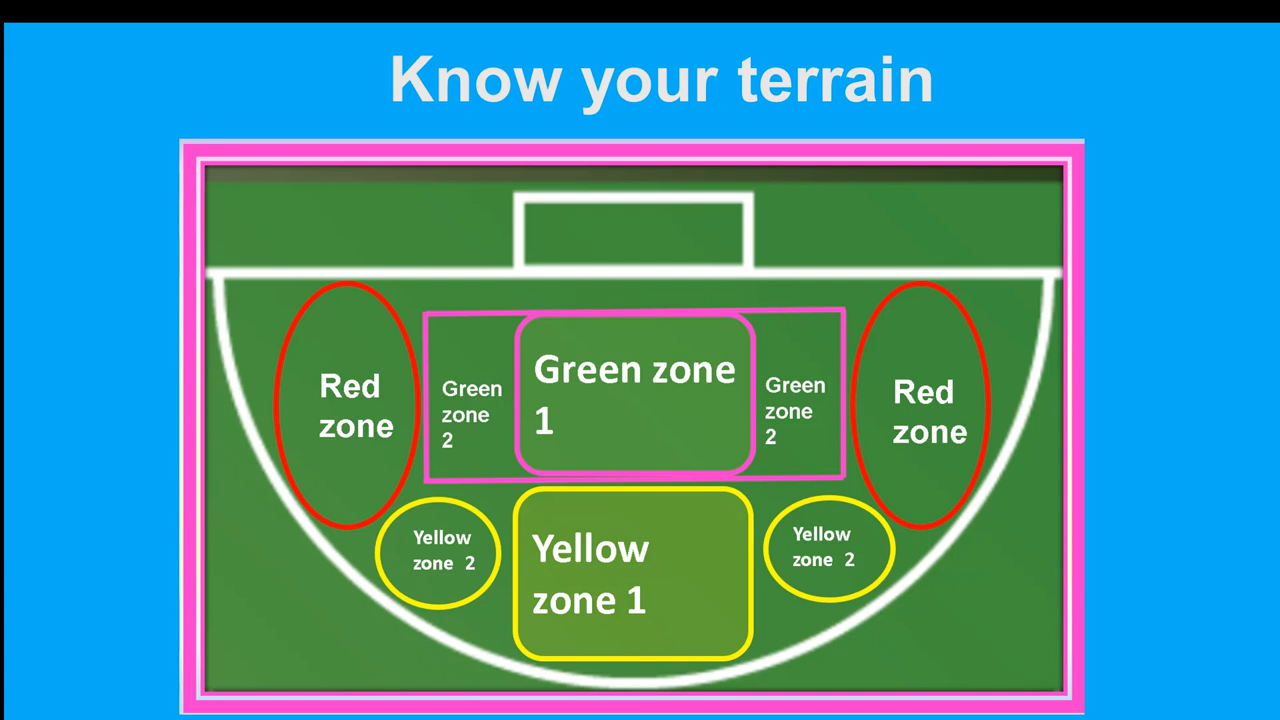 Know your terrain
Red
zone
Green
zone
2
Green zone
1
Green
zone
2
Red
zone
Yellow
zone 2
Yellow
zone 1
Yellow
zone 2